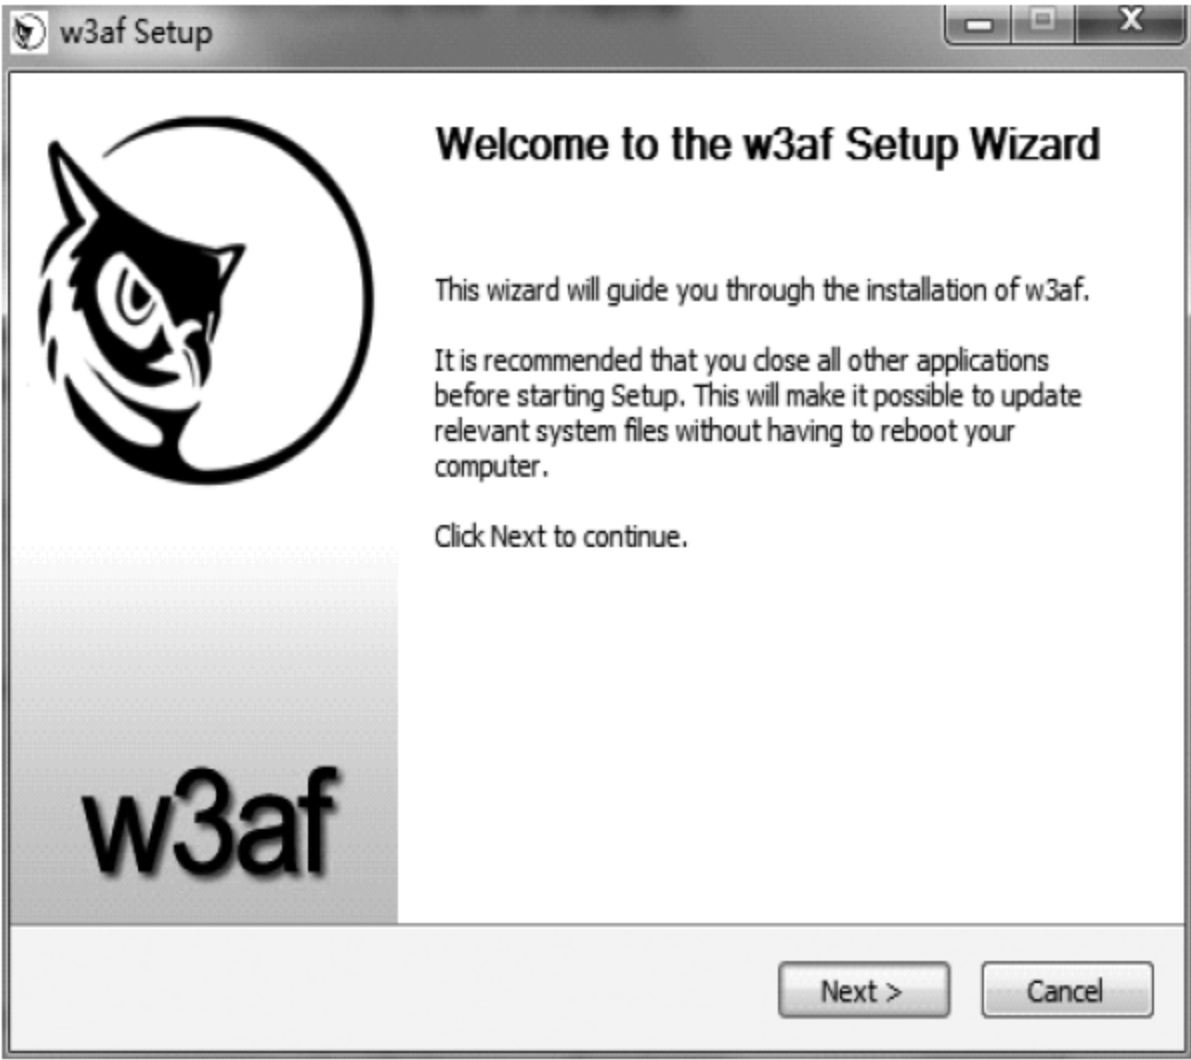 w3af Setup
X
Welcome to the w3af Setup Wizard
This wizard will guide you through the installation of w3af.
It is recommended that you close all other applications
before starting Setup. This will make it possible to update
relevant system files without having to reboot your
computer.
Click Next to continue.
w3af
Next >
Cancel